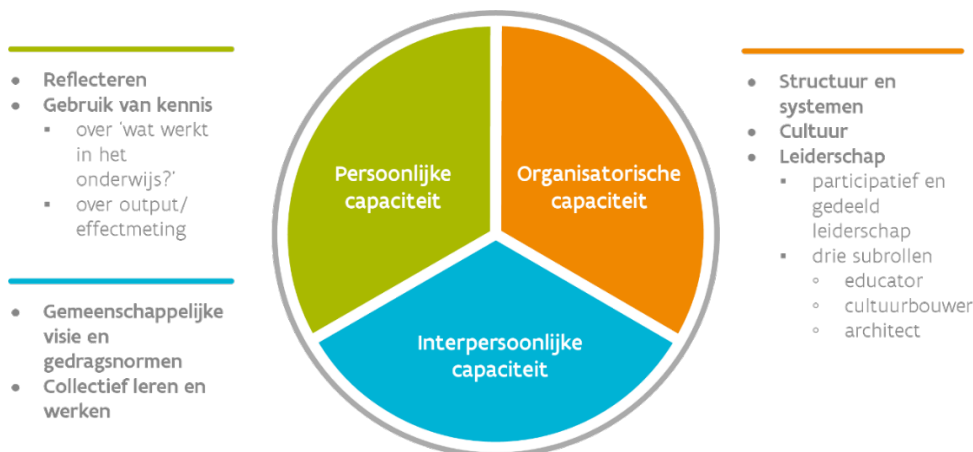 ● Reflecteren
● Gebruik van kennis
▪ over 'wat werkt
in het
onderwijs?'
▪ over output/
effectmeting
● Gemeenschappelijke
visie en
gedragsnormen
● Collectief leren en
werken
Persoonlijke
capaciteit
Organisatorische
capaciteit
Interpersoonlijke
capaciteit
● Structuur en
systemen
● Cultuur
● Leiderschap
▪ participatief en
gedeeld
leiderschap
▪ drie subrollen
○ educator
○ cultuurbouwer
○ architect